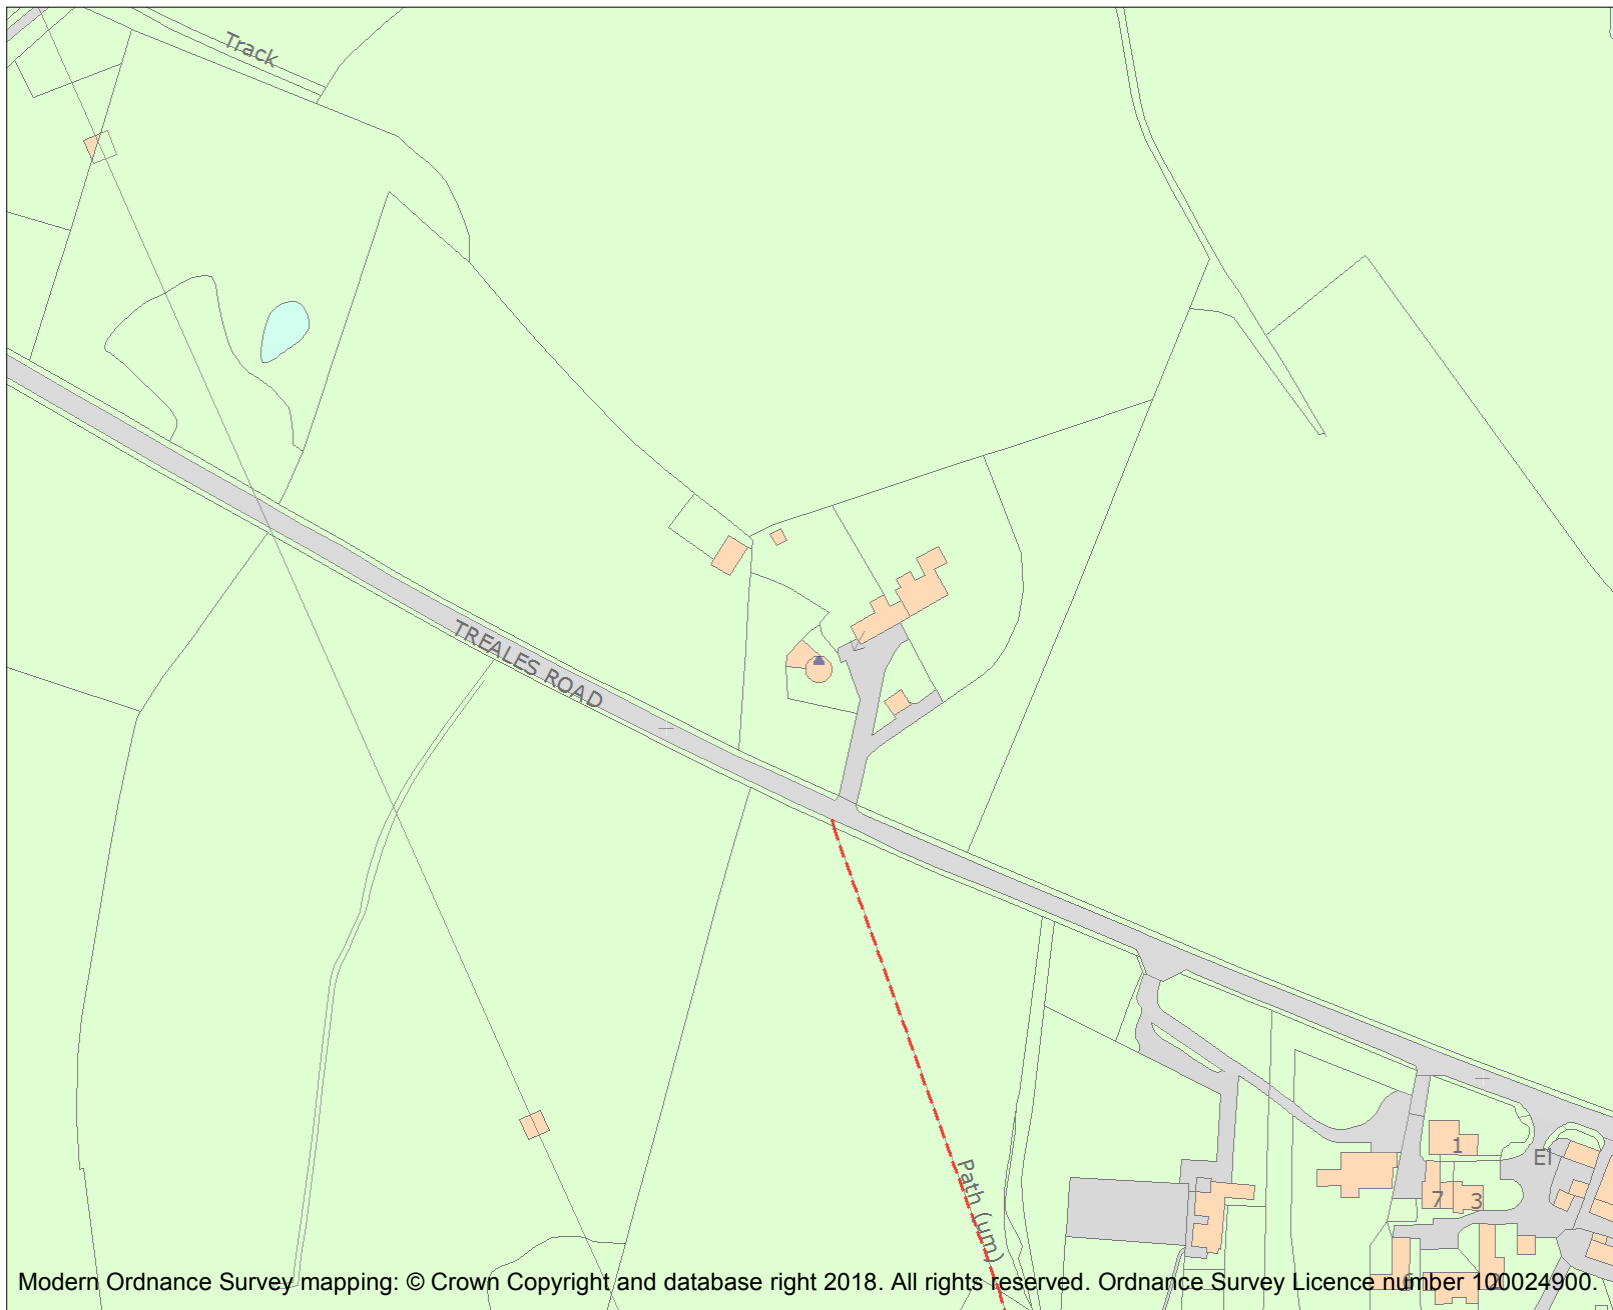 Track
TREALES ROAD
1
El
7
3
Path (um)
Modern Ordnance Survey mapping: © Crown Copyright and database right 2018. All rights reserved. Ordnance Survey Licence number 100024900.